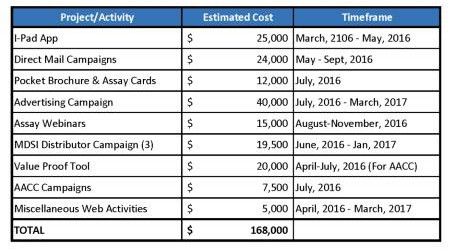 Project/Activity Estimated Cost Timeframe
I-Pad App $ 25,000 March, 2106 - May, 2016
Direct Mail Campaigns $ 24,000 May - Sept, 2016
Pocket Brochure & Assay Cards $ 12,000 July, 2016
Advertising Campaign $ 40,000 July, 2016 - March, 2017
Assay Webinars $ 15,000 August-November, 2016
MDSI Distributor Campaign (3) $ 19,500 June, 2016 - Jan, 2017
Value Proof Tool $ 20,000 April-July, 2016 (For AACC)
AACC Campaigns $ 7,500 July, 2016
Miscellaneous Web Activities $ 5,000 April, 2016 - March, 2017
TOTAL $ 168,000